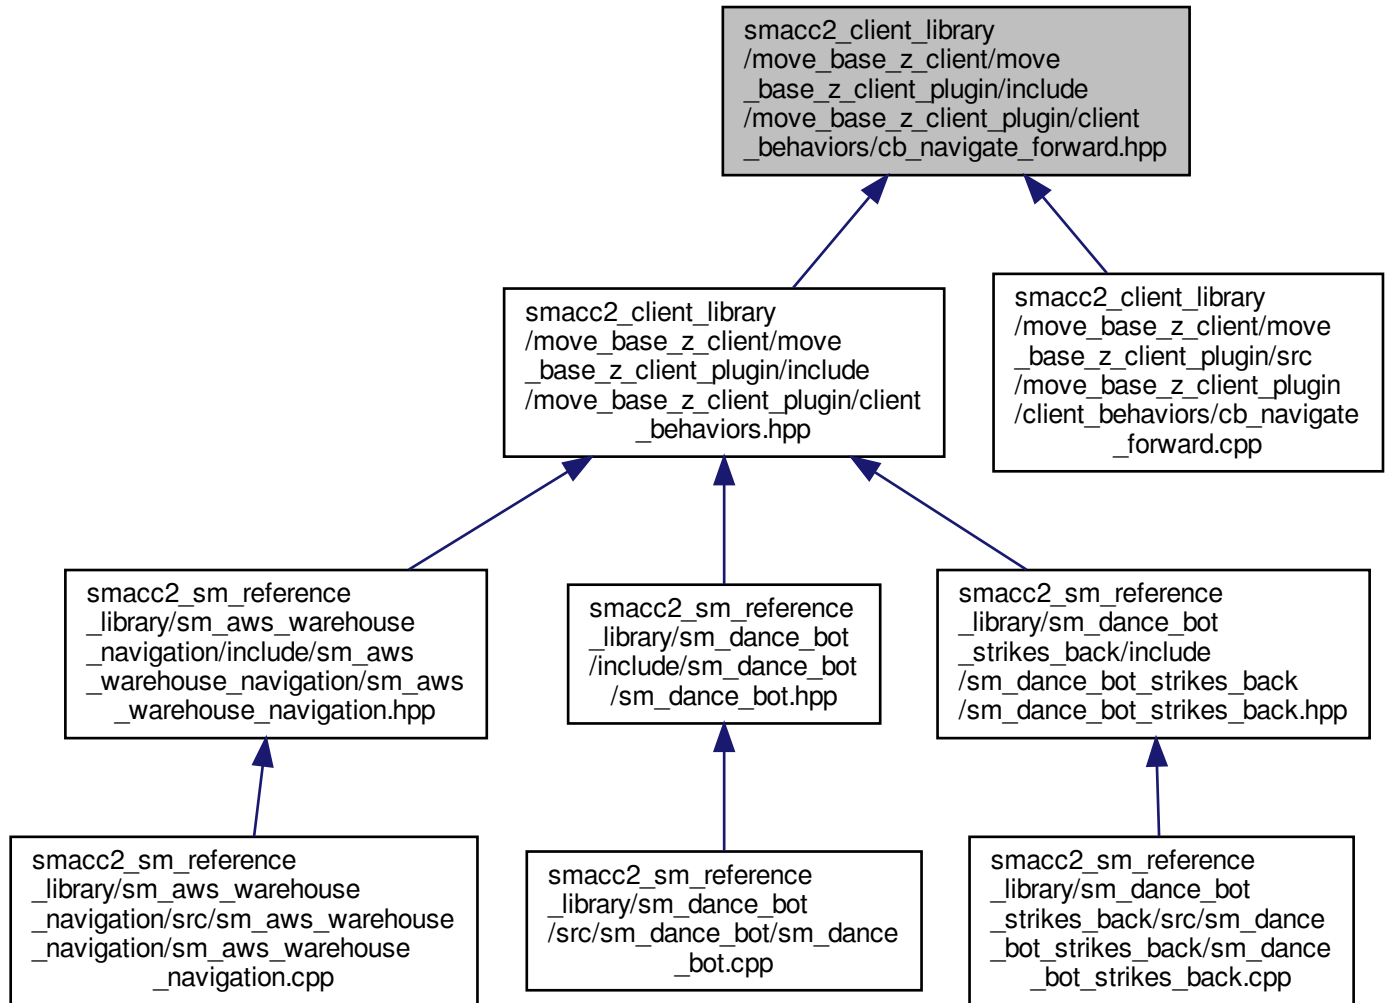 smacc2_client_library
/move_base_z_client/move
_base_z_client_plugin/include
/move_base_z_client_plugin/client
_behaviors/cb_navigate_forward.hpp
smacc2_client_library
/move_base_z_client/move
_base_z_client_plugin/include
/move_base_z_client_plugin/client
_behaviors.hpp
smacc2_client_library
/move_base_z_client/move
_base_z_client_plugin/src
/move_base_z_client_plugin
/client_behaviors/cb_navigate
_forward.cpp
smacc2_sm_reference
_library/sm_aws_warehouse
_navigation/include/sm_aws
_warehouse_navigation/sm_aws
_warehouse_navigation.hpp
smacc2_sm_reference
_library/sm_dance_bot
/include/sm_dance_bot
/sm_dance_bot.hpp
smacc2_sm_reference
_library/sm_dance_bot
_strikes_back/include
/sm_dance_bot_strikes_back
/sm_dance_bot_strikes_back.hpp
smacc2_sm_reference
_library/sm_aws_warehouse
_navigation/src/sm_aws_warehouse
_navigation/sm_aws_warehouse
_navigation.cpp
smacc2_sm_reference
_library/sm_dance_bot
/src/sm_dance_bot/sm_dance
_bot.cpp
smacc2_sm_reference
_library/sm_dance_bot
_strikes_back/src/sm_dance
_bot_strikes_back/sm_dance
_bot_strikes_back.cpp